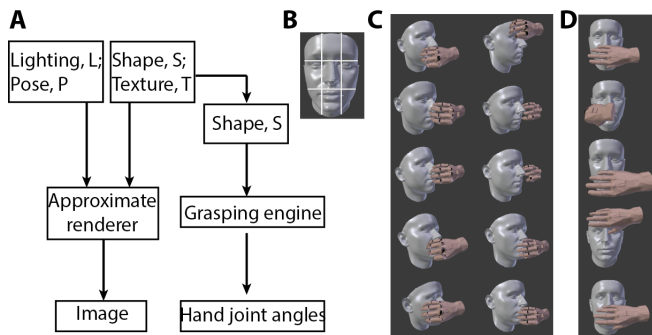 A
B
C
D
Lighting, L;
Pose, P
Shape, S;
Texture, T
Shape, S
Approximate
renderer
Grasping engine
Image
Hand joint angles